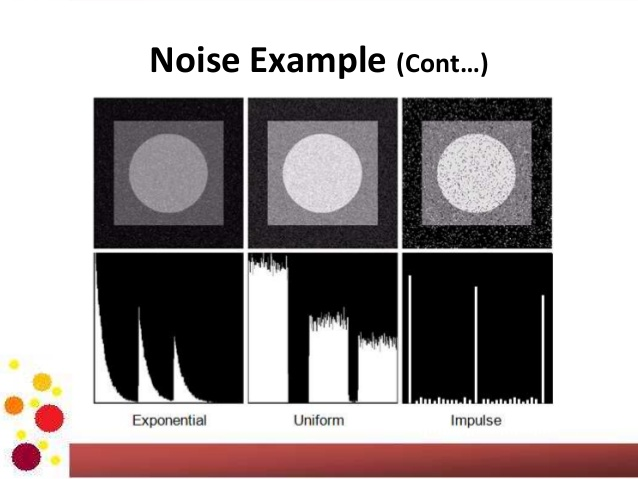 Noise Example (Cont…)
Exponential
Uniform
Impulse